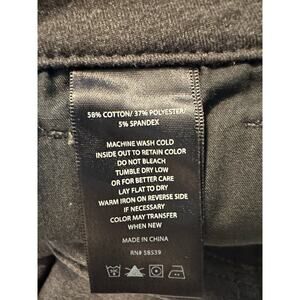 58% COTTON/ 37% POLYESTER/
5% SPANDEX
MACHINE WASH COLD
INSIDE OUT TO RETAIN COLOR
DO NOT BLEACH
TUMBLE DRY LOW
OR FOR BETTER CARE
LAY FLAT TO DRY
WARM IRON ON REVERSE SIDE
IF NECESSARY
COLOR MAY TRANSFER
WHEN NEW
MADE IN CHINA
RN# 58539